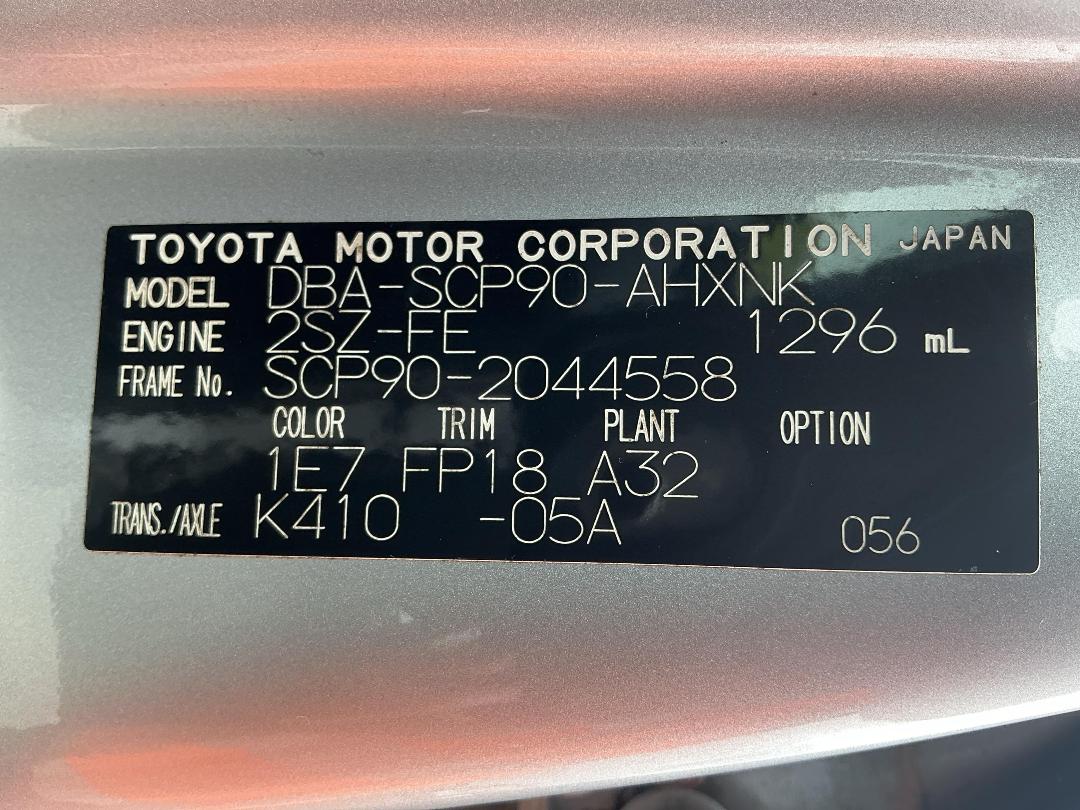 TOYOTA MOTOR CORPORATION JAPAN
MODEL DBA-SCP90-AHXNK
ENGINE 2SZ-FE 1296 mL
FRAME No. SCP90-2044558
COLOR TRIM PLANT OPTION
1E7 FP18 A32
TRANS./AXLE K410 -05A 056